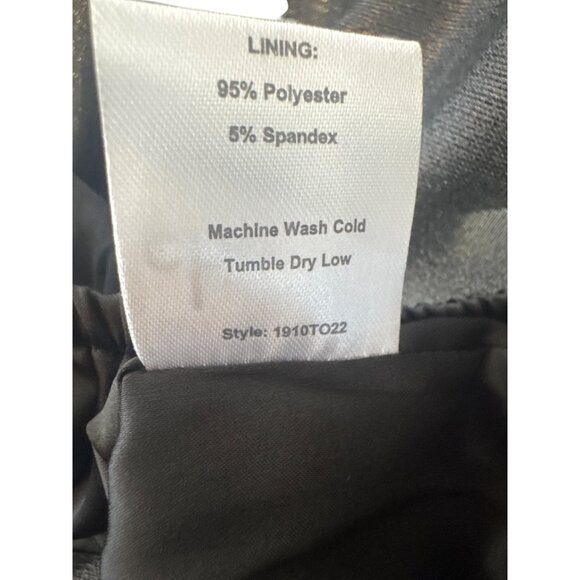 LINING:
95% Polyester
5% Spandex
Machine Wash Cold
Tumble Dry Low
Style: 1910TO22